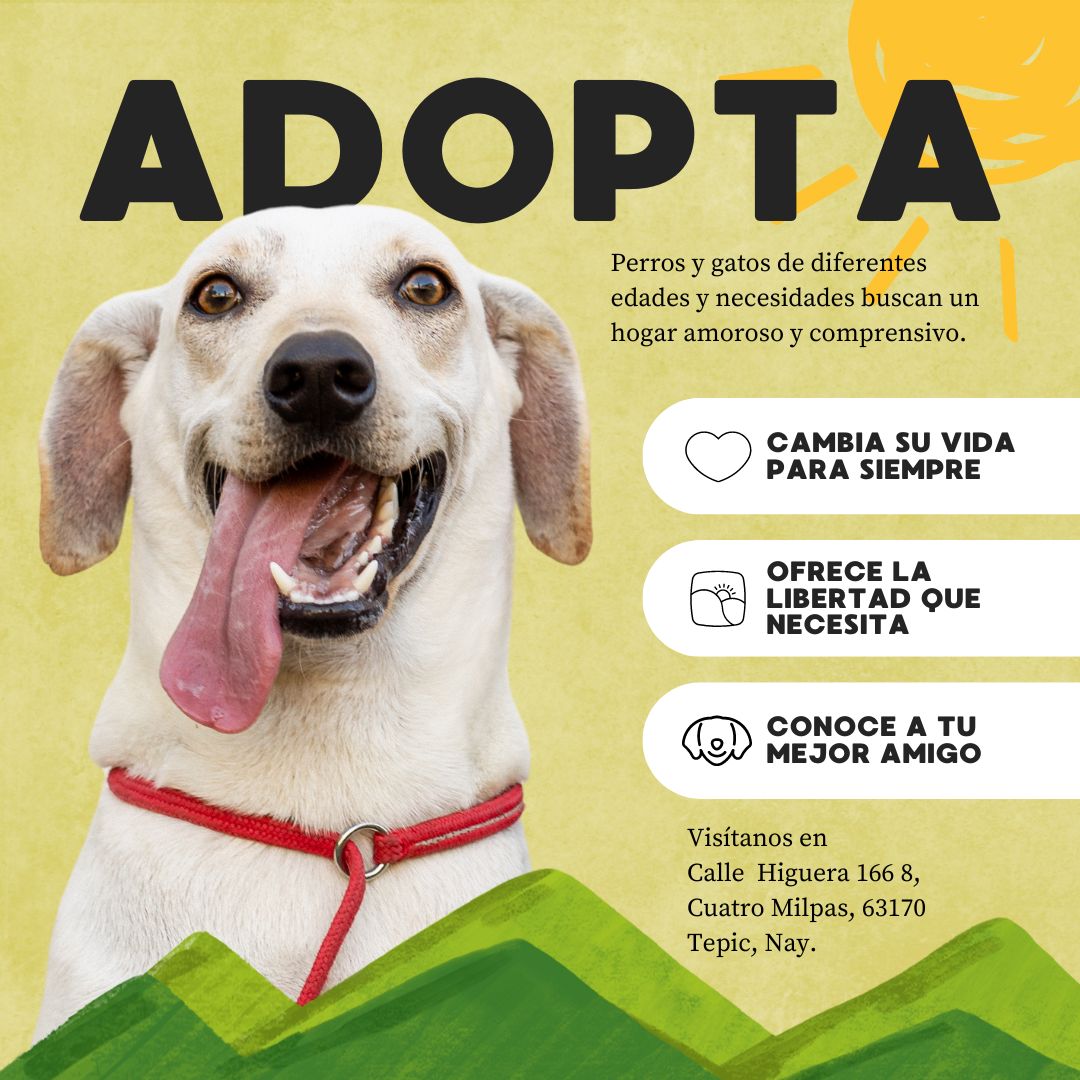 ADOPTA
Perros y gatos de diferentes
edades y necesidades buscan un
hogar amoroso y comprensivo.
CAMBIA SU VIDA
PARA SIEMPRE
OFRECE LA
LIBERTAD QUE
NECESITA
CONOCE A TU
MEJOR AMIGO
Visítanos en
Calle  Higuera 166 8,
Cuatro Milpas, 63170
Tepic, Nay.